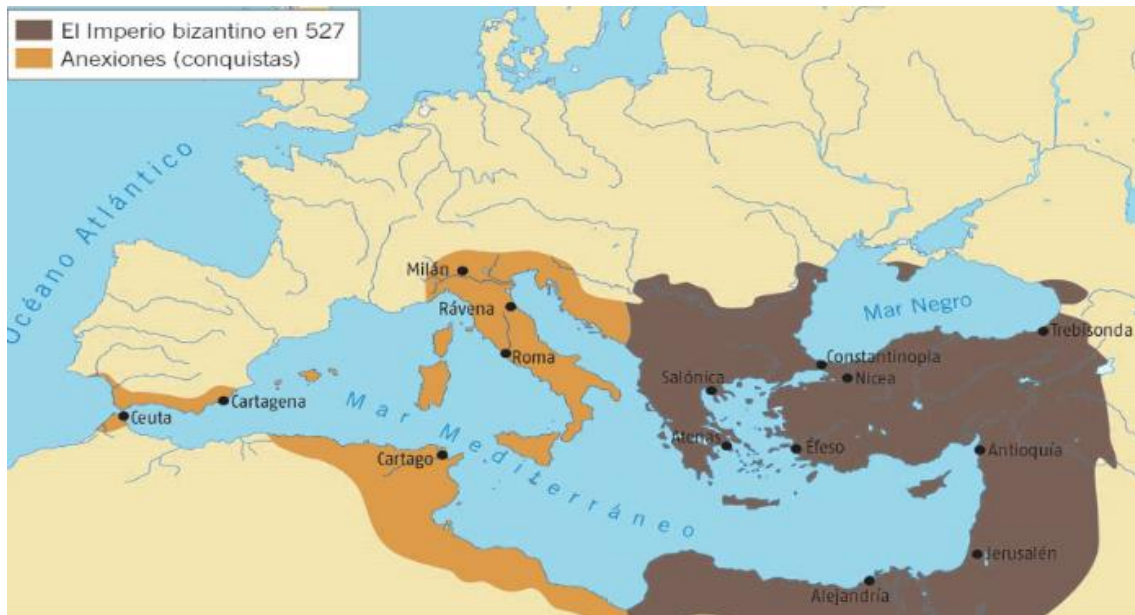 El Imperio bizantino en 527
Anexiones (conquistas)
Océano Atlántico
Milán
Rávena
Mar Negro
Trebisonda
Roma
Constantinopla
Nicea
Salónica
Cartagena
Ceuta
Mar Mediterráneo
Atenas
Éfeso
Antioquía
Cartago
Jerusalén
Alejandría